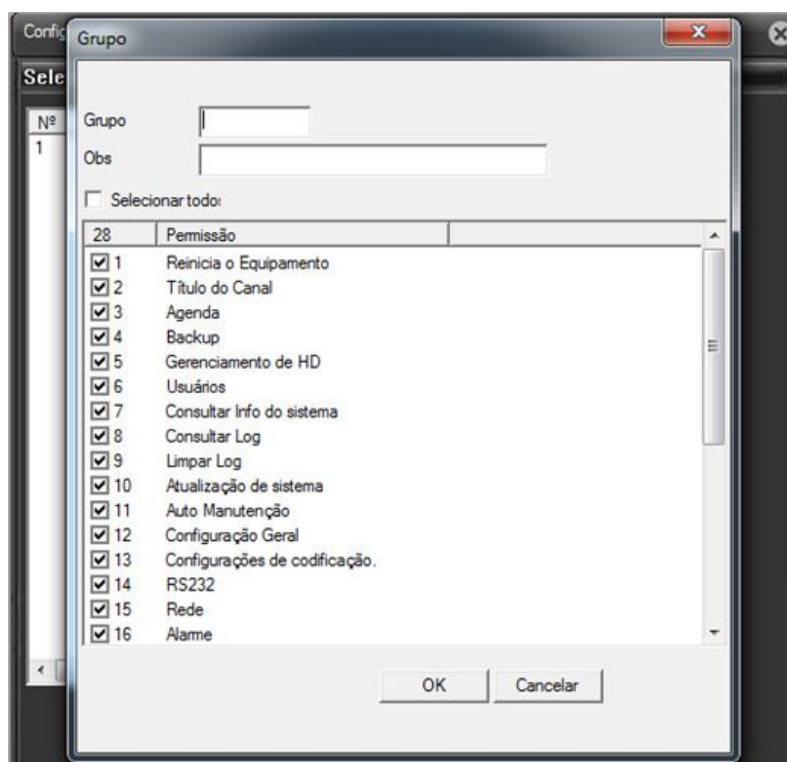 Config
Grupo
Sele
Nº
1
Grupo
Obs
Selecionar todo
28 Permissão
1 Reinicia o Equipamento
2 Título do Canal
3 Agenda
4 Backup
5 Gerenciamento de HD
6 Usuários
7 Consultar Info do sistema
8 Consultar Log
9 Limpar Log
10 Atualização de sistema
11 Auto Manutenção
12 Configuração Geral
13 Configurações de codificação.
14 RS232
15 Rede
16 Alarme
OK Cancelar